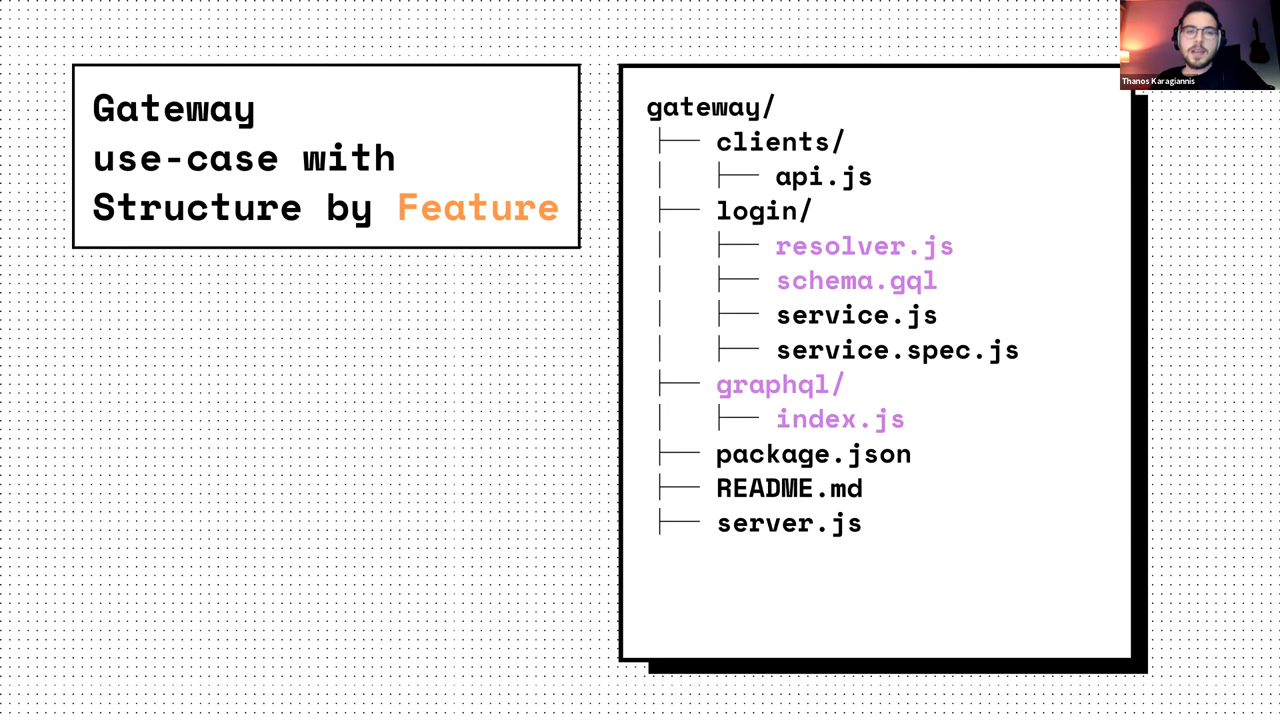 Gateway
use-case with
Structure by Feature
gateway/
clients/
api.js
login/
resolver.js
schema.gql
service.js
service.spec.js
graphql/
index.js
package.json
README.md
server.js
Thanos Karagiannis